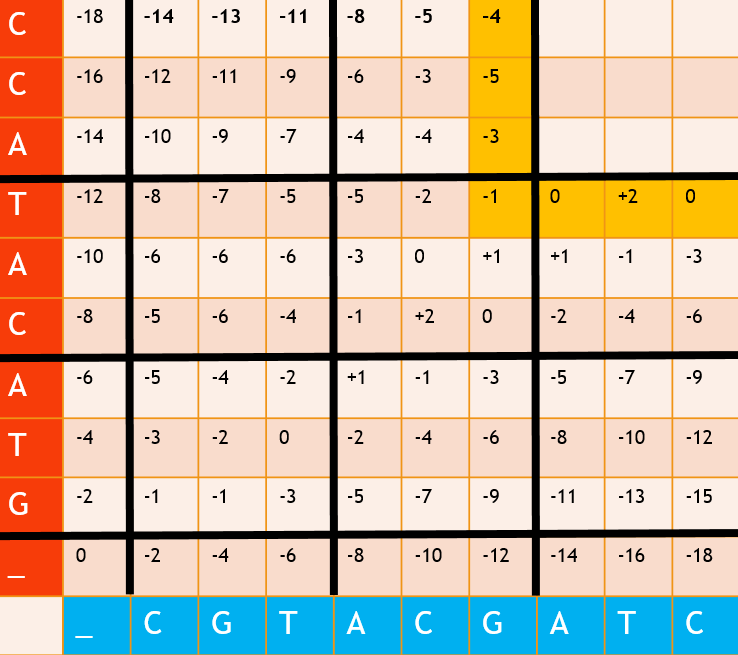 C -18 -14 -13 -11 -8 -5 -4
C -16 -12 -11 -9 -6 -3 -5
A -14 -10 -9 -7 -4 -4 -3
T -12 -8 -7 -5 -5 -2 -1 0 +2 0
A -10 -6 -6 -6 -3 0 +1 +1 -1 -3
C -8 -5 -6 -4 -1 +2 0 -2 -4 -6
A -6 -5 -4 -2 +1 -1 -3 -5 -7 -9
T -4 -3 -2 0 -2 -4 -6 -8 -10 -12
G -2 -1 -1 -3 -5 -7 -9 -11 -13 -15
_ 0 -2 -4 -6 -8 -10 -12 -14 -16 -18
_ C G T A C G A T C